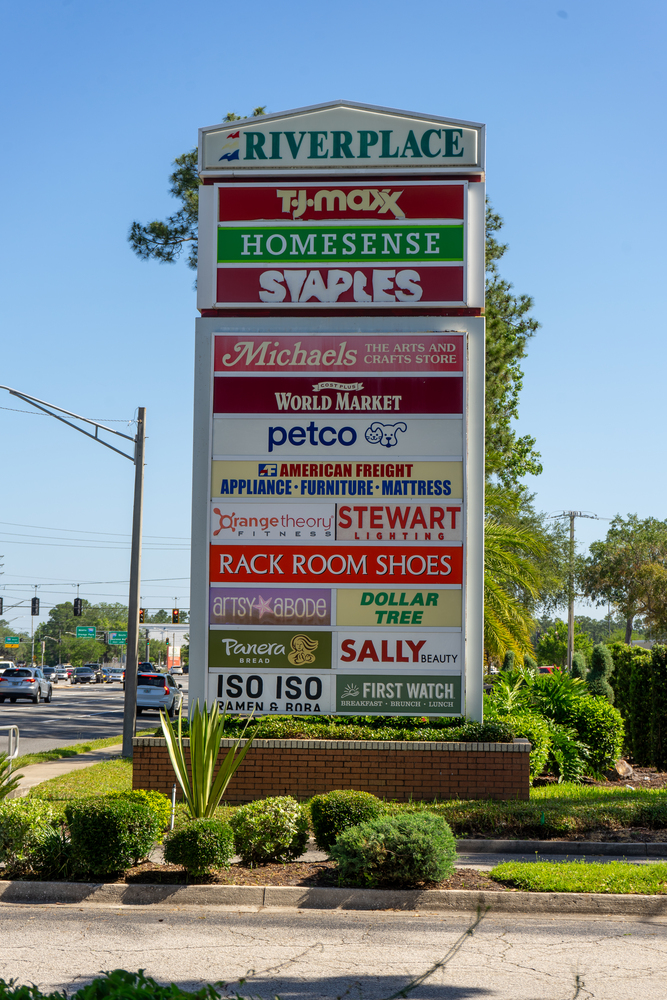 RIVERPLACE
T·J·maxx
HOMESENSE
STAPLES
Michaels THE ARTS AND
CRAFTS STORE
COST PLUS
WORLD MARKET
petco
AF AMERICAN FREIGHT
APPLIANCE · FURNITURE · MATTRESS
Orangetheory
FITNESS
STEWART
LIGHTING
RACK ROOM SHOES
ARTSY ABODE
DOLLAR
TREE
Panera
BREAD
SALLY BEAUTY
ISO ISO
RAMEN & BOBA
FIRST WATCH
BREAKFAST · BRUNCH · LUNCH